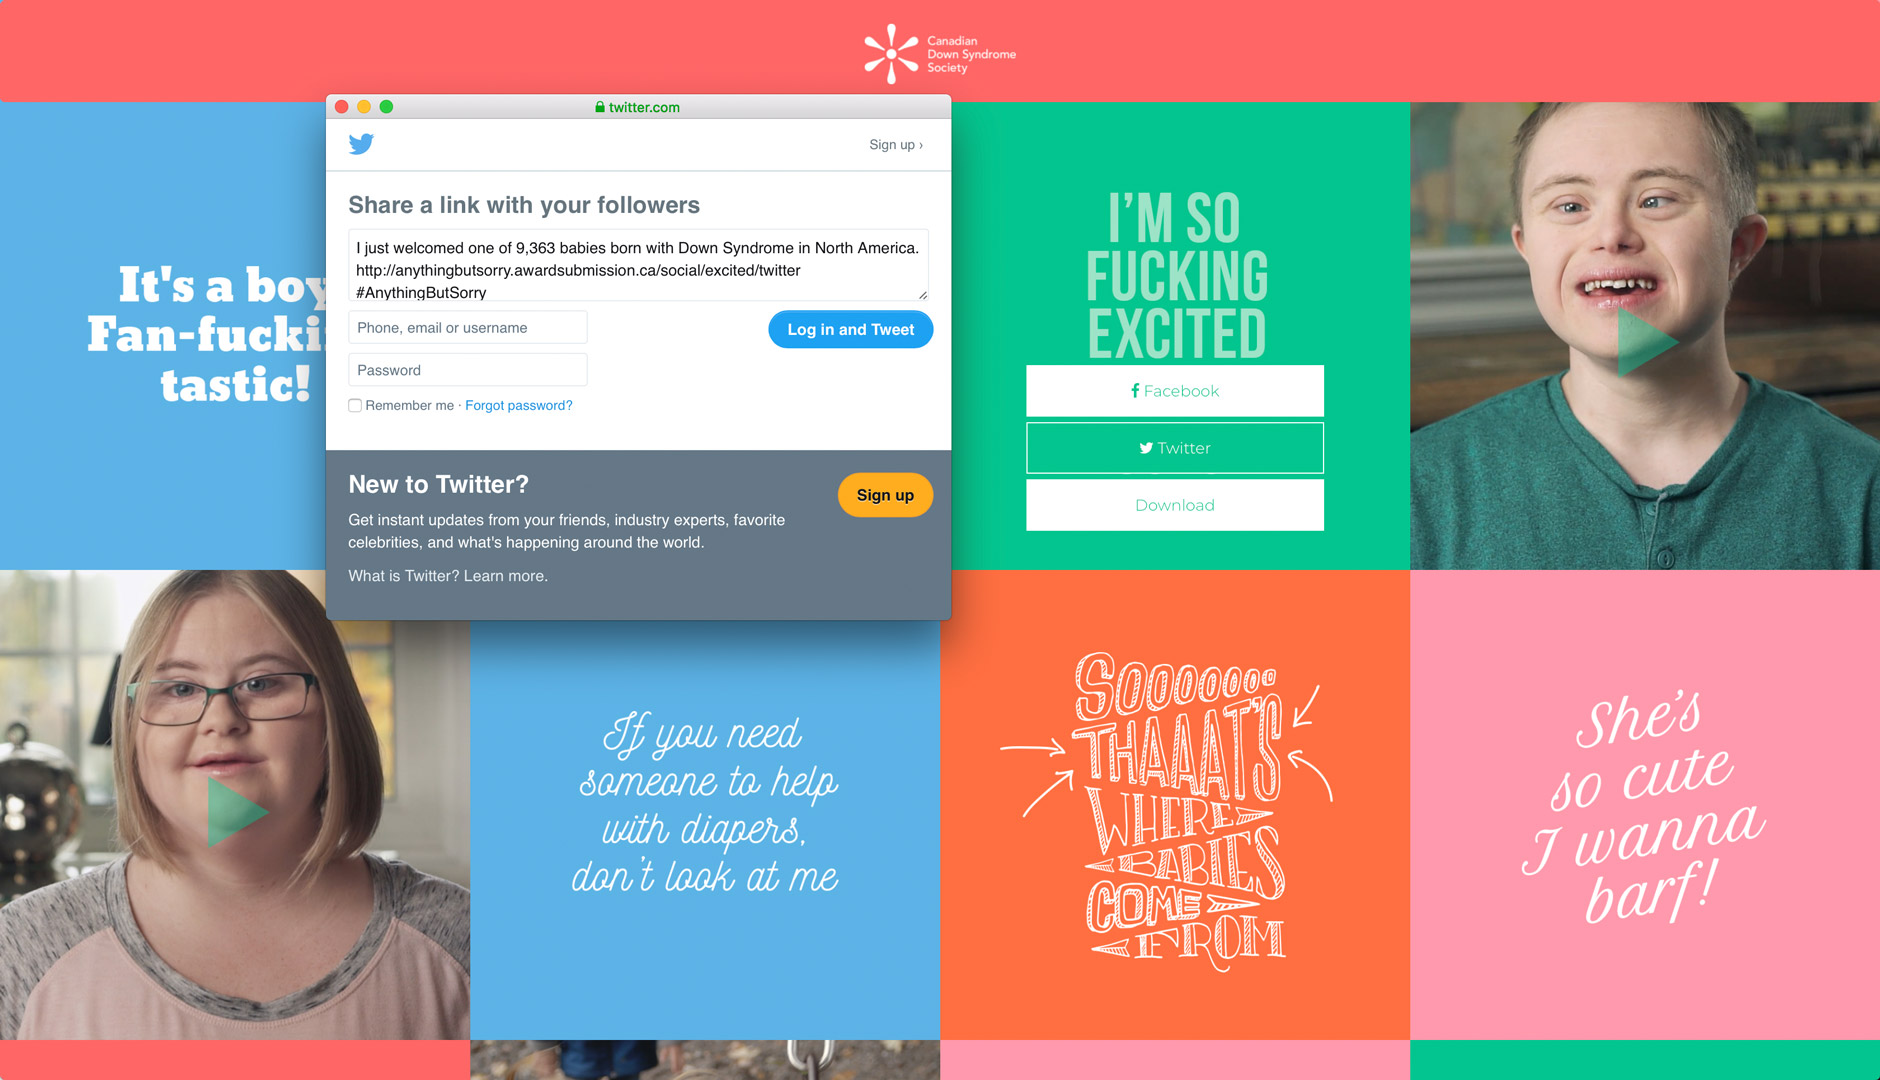 Canadian
Down Syndrome
Society
twitter.com
Sign up ›
Share a link with your followers
I just welcomed one of 9,363 babies born with Down Syndrome in North America.
http://anythingbutsorry.awardsubmission.ca/social/excited/twitter
#AnythingButSorry
Phone, email or username
Log in and Tweet
Password
Remember me · Forgot password?
New to Twitter?
Sign up
Get instant updates from your friends, industry experts, favorite
celebrities, and what's happening around the world.
What is Twitter? Learn more.
It's a boy
Fan-fucki
tastic!
I'M SO
FUCKING
EXCITED
Facebook
Twitter
Download
If you need
someone to help
with diapers,
don't look at me
SOOOOOOO
THAAAT'S
WHERE
BABIES
COME
FROM
She's
so cute
I wanna
barf!